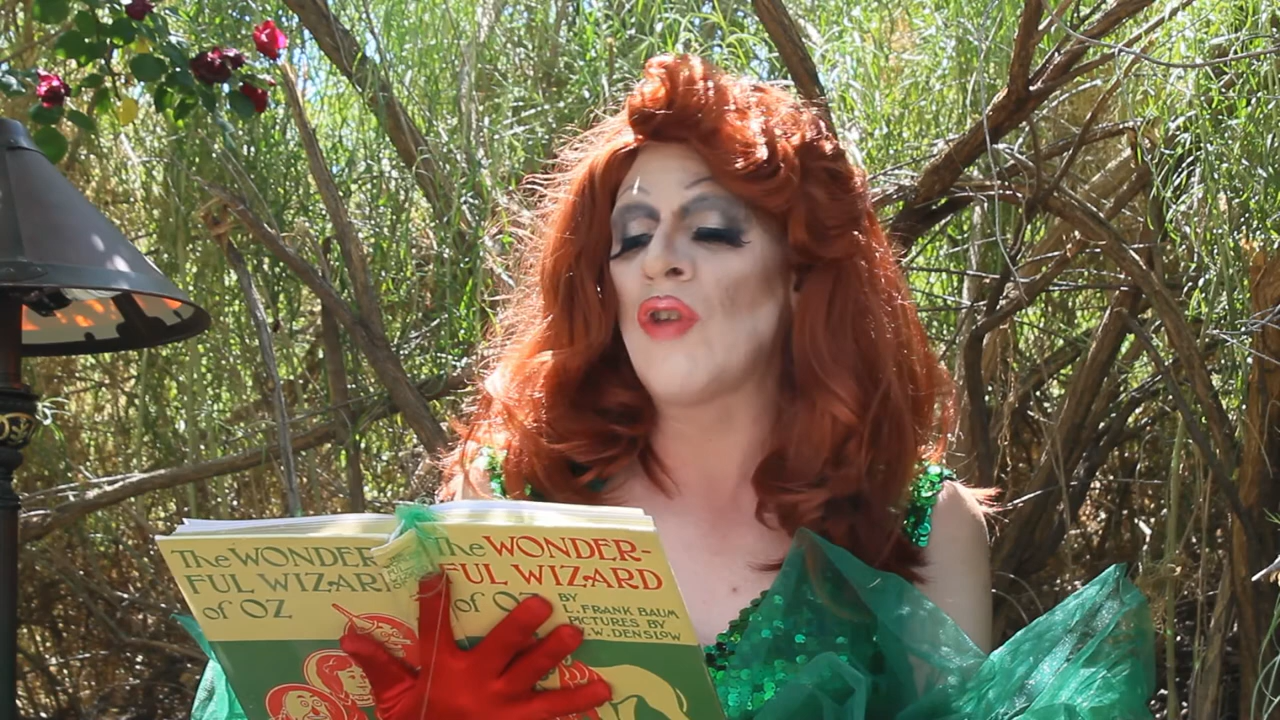 The WONDER
FUL WIZARD
of OZ
The WONDER-
FUL WIZARD
of OZ
BY
L. FRANK BAUM
PICTURES BY
W.W. DENSLOW